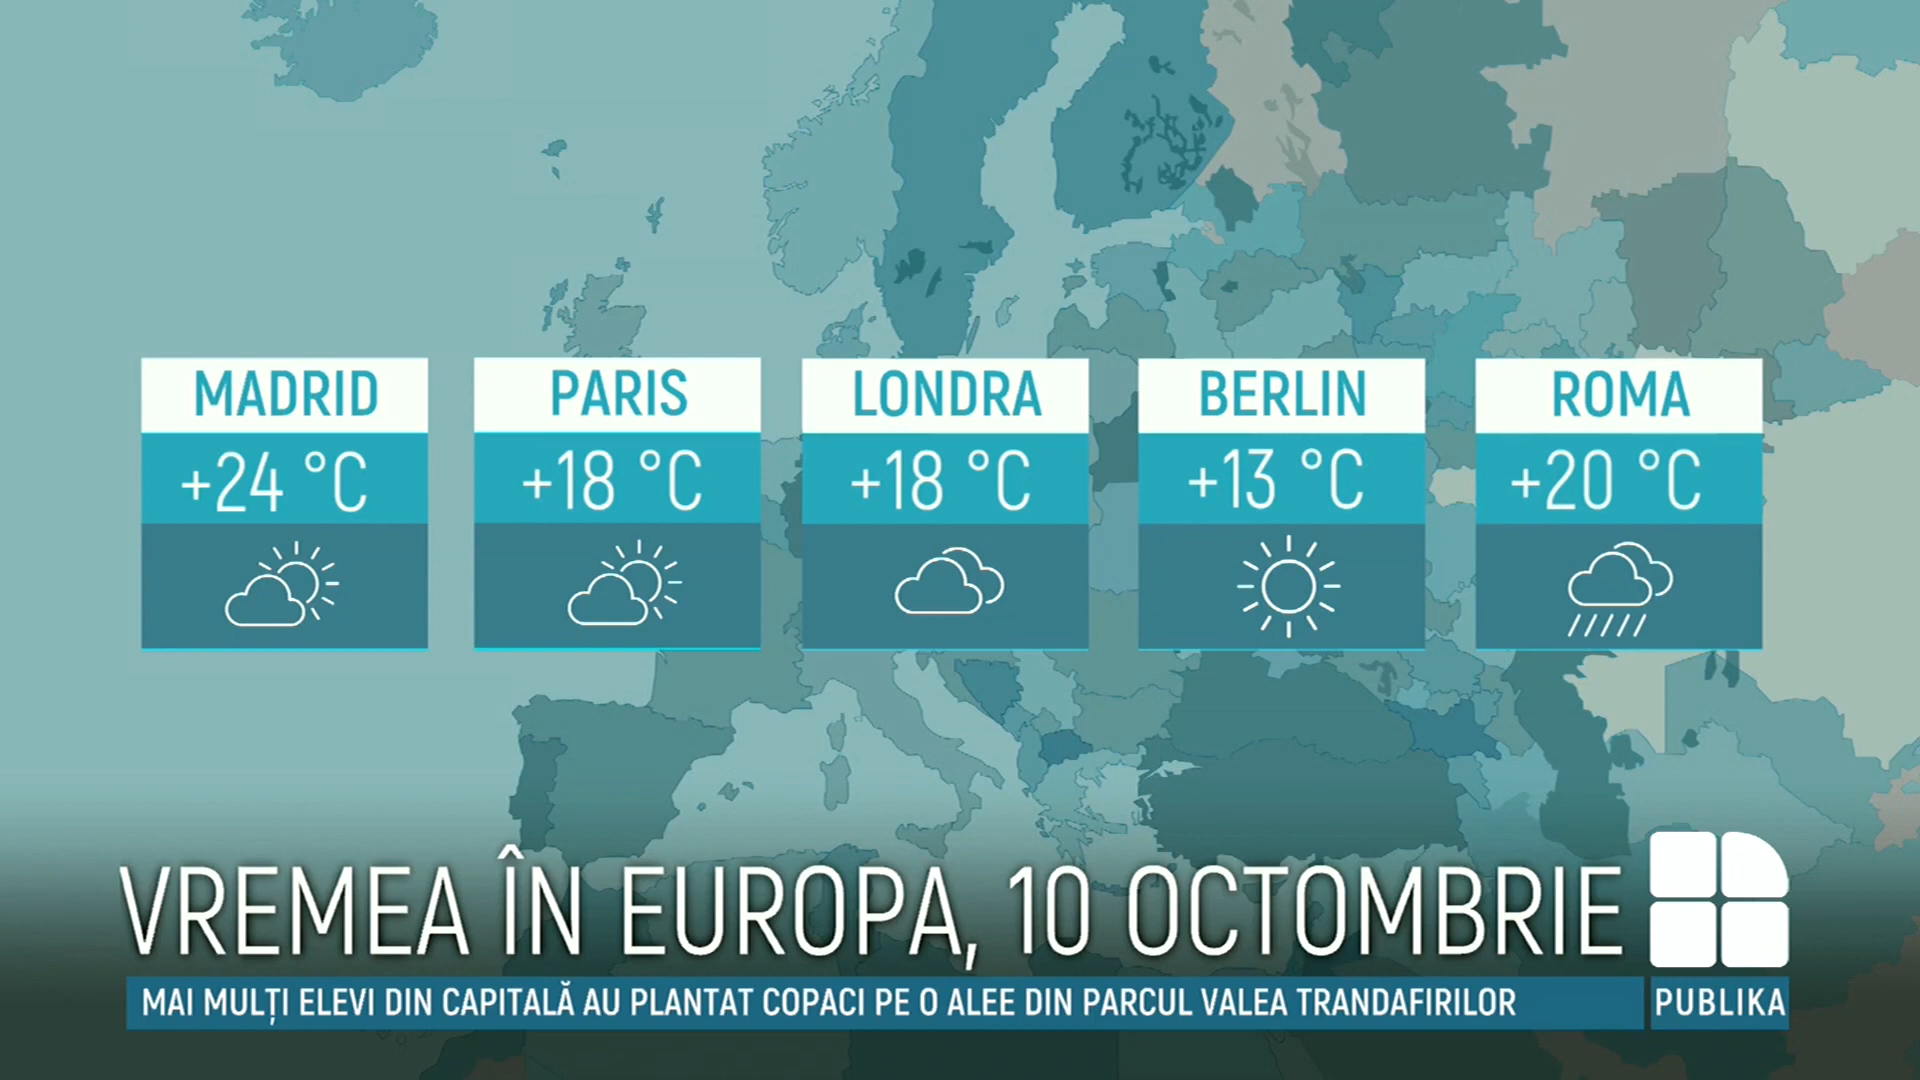 MADRID
+24 °C
PARIS
+18 °C
LONDRA
+18 °C
BERLIN
+13 °C
ROMA
+20 °C
VREMEA ÎN EUROPA, 10 OCTOMBRIE
MAI MULȚI ELEVI DIN CAPITALĂ AU PLANTAT COPACI PE O ALEE DIN PARCUL VALEA TRANDAFIRILOR
PUBLIKA